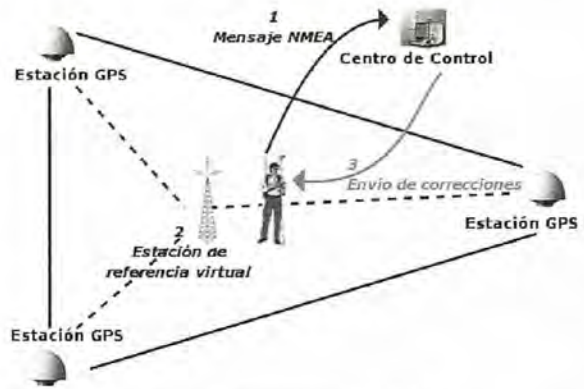 1
Mensaje NMEA
Centro de Control
Estación GPS
3
Envio de correcciones
Estación GPS
2
Estación de
referencia virtual
Estación GPS